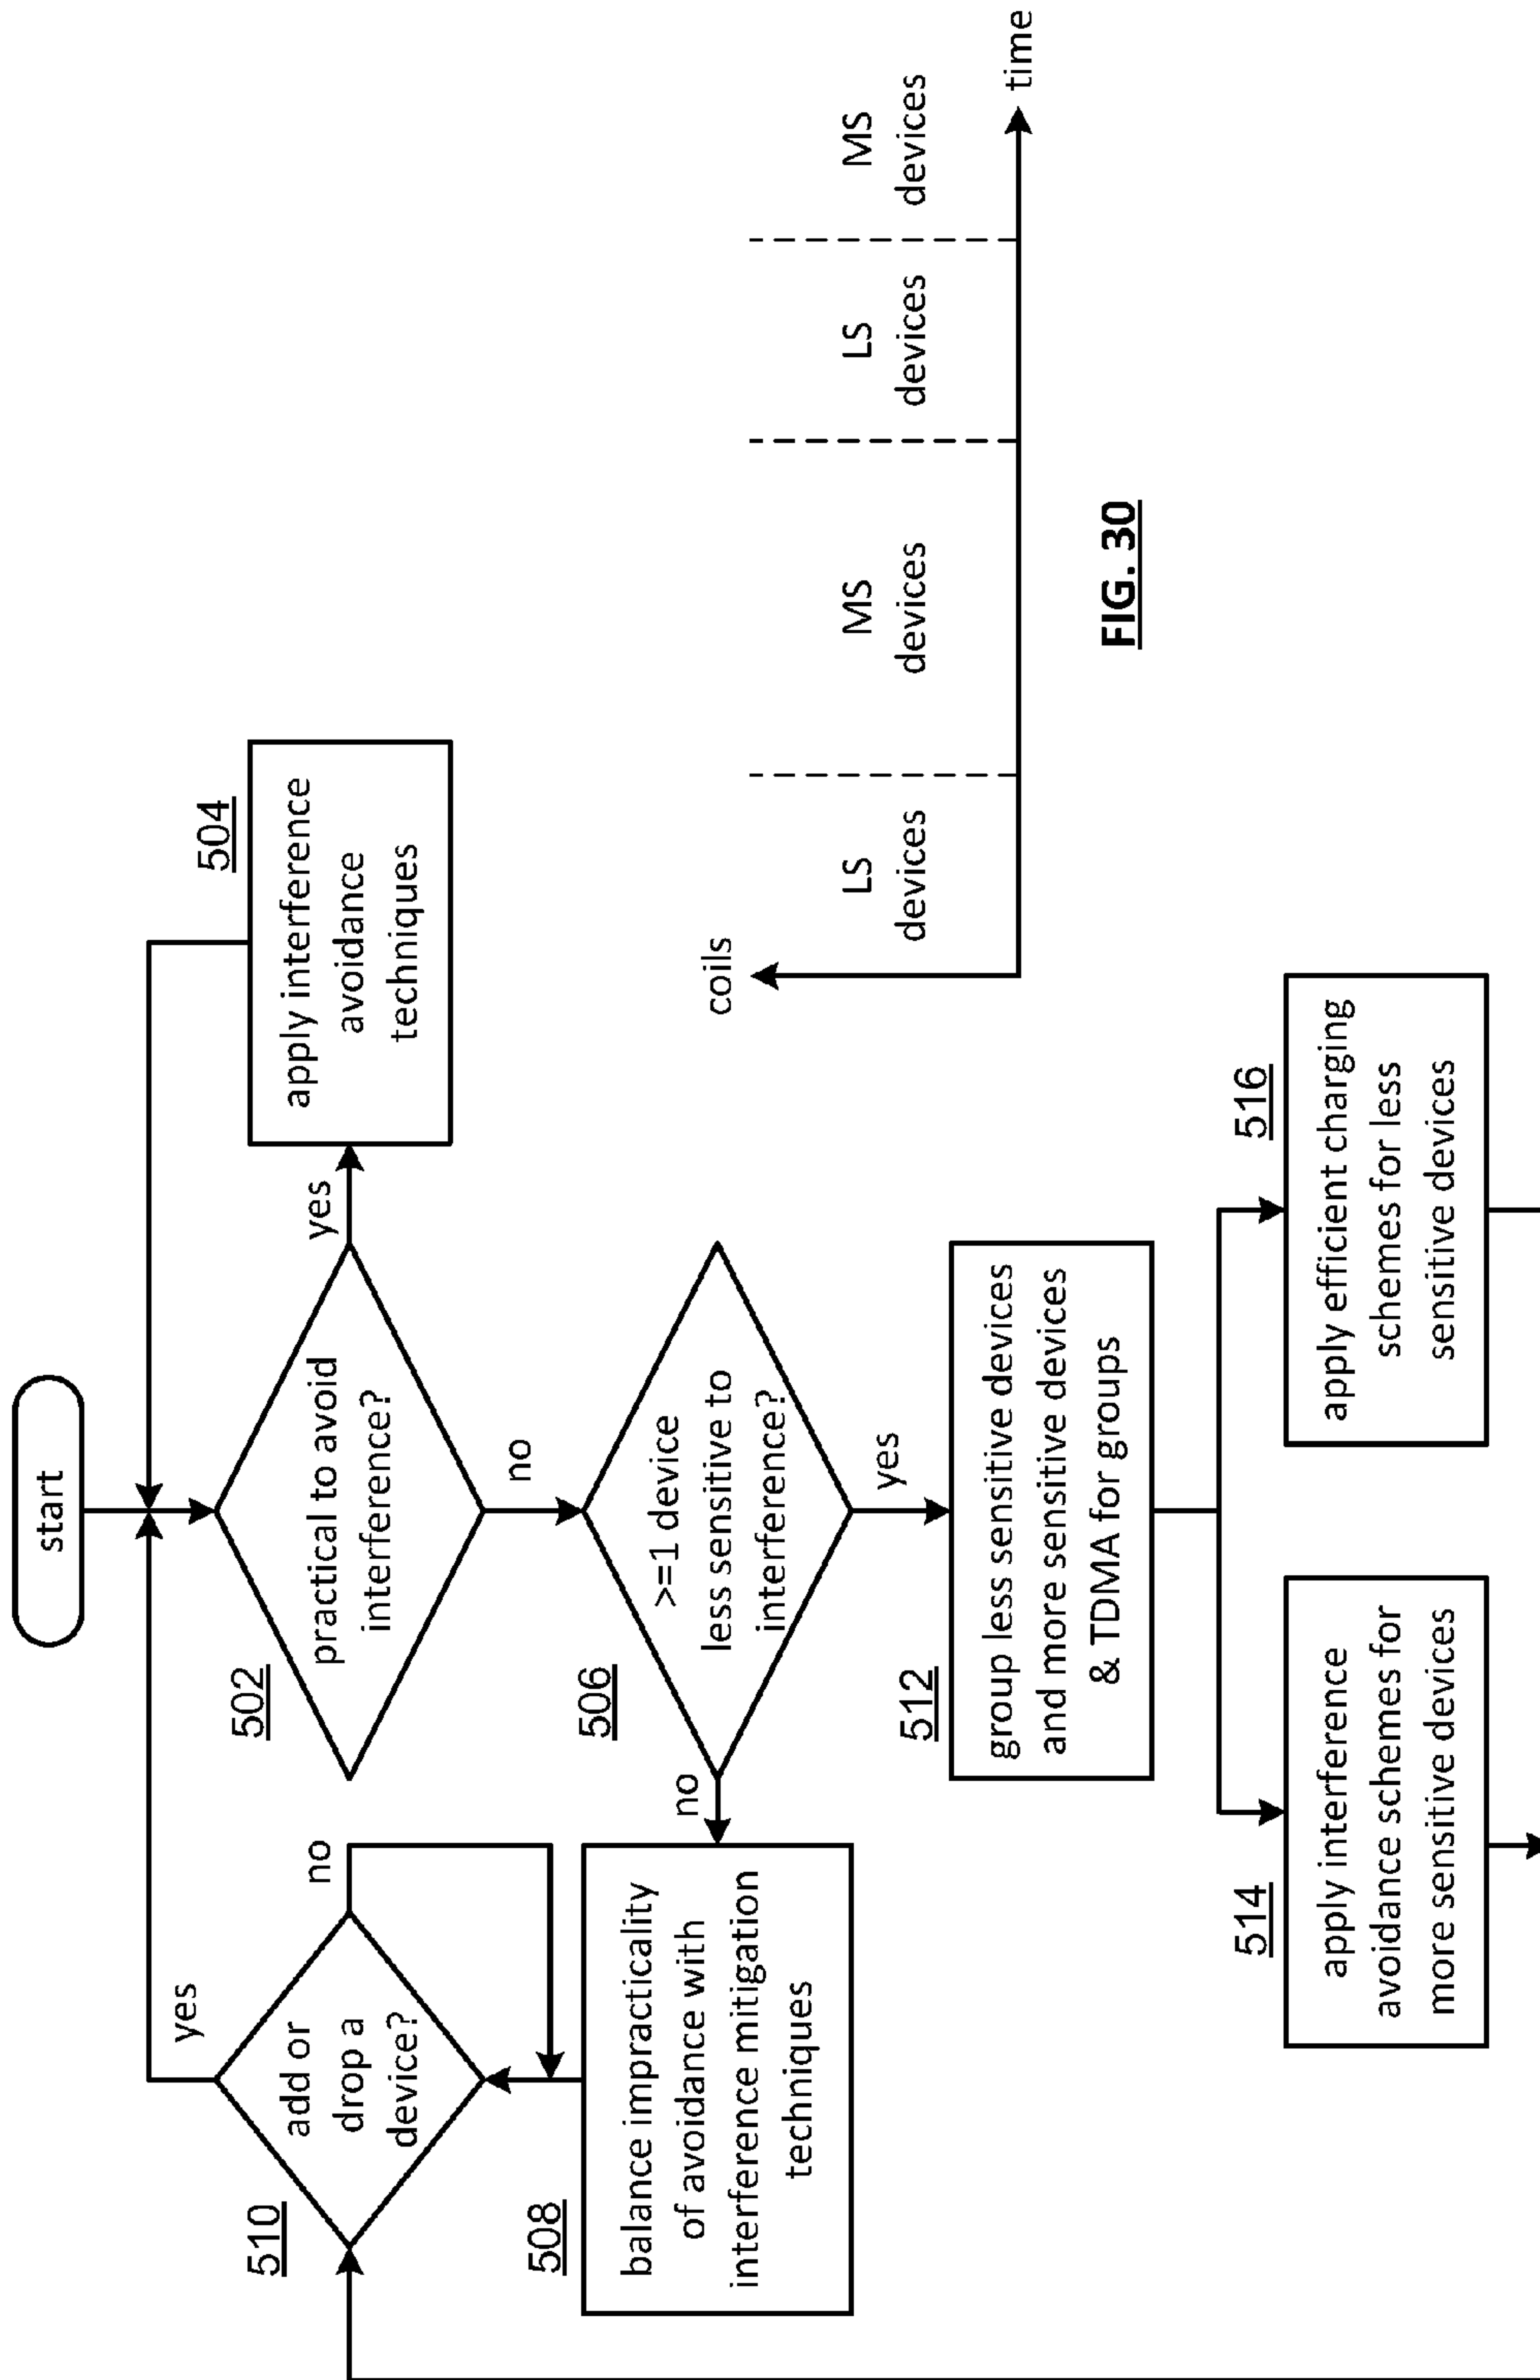 start
502
practical to avoid
interference?
yes
504
apply interference
avoidance
techniques
no
506
>=1 device
less sensitive to
interference?
no
508
balance impracticality
of avoidance with
interference mitigation
techniques
510
add or
drop a
device?
yes
no
yes
512
group less sensitive devices
and more sensitive devices
& TDMA for groups
514
apply interference
avoidance schemes for
more sensitive devices
516
apply efficient charging
schemes for less
sensitive devices
coils
LS
devices
MS
devices
LS
devices
MS
devices
time
FIG. 30